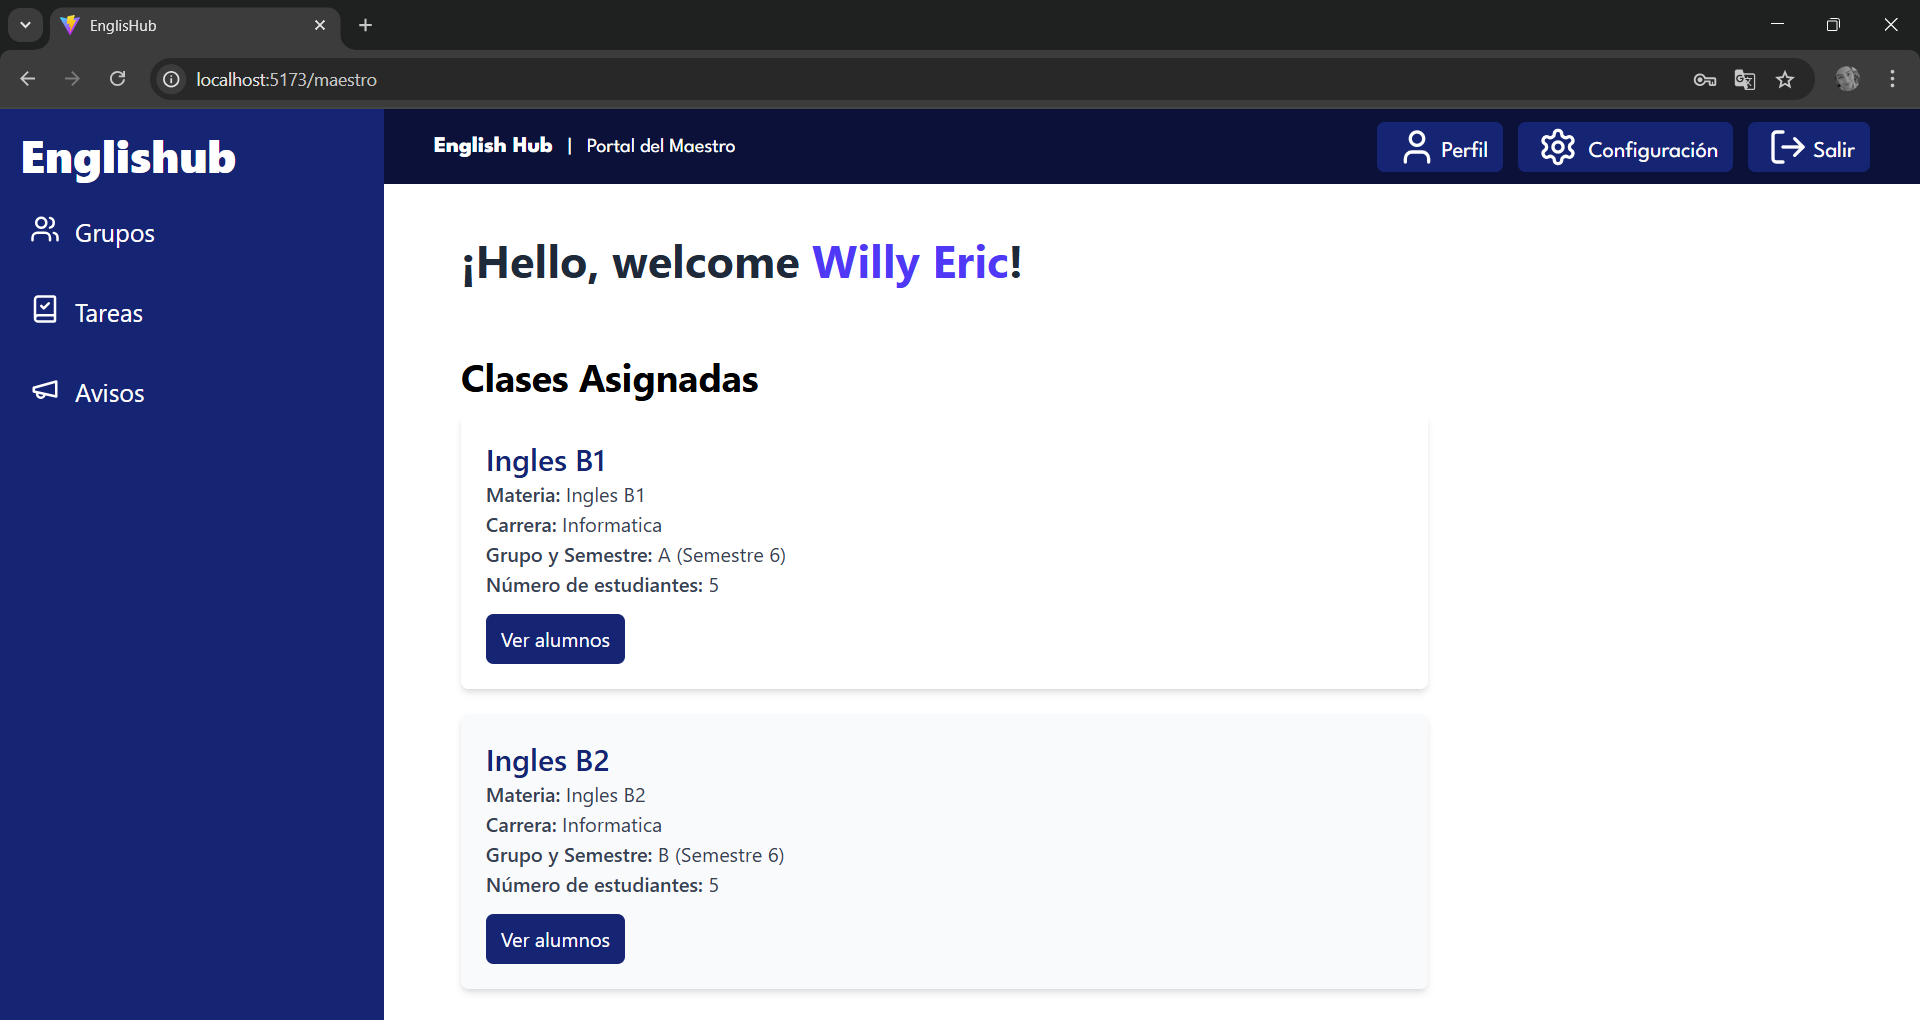 EnglisHub
localhost:5173/maestro
Englishub
Grupos
Tareas
Avisos
English Hub | Portal del Maestro
Perfil
Configuración
Salir
¡Hello, welcome Willy Eric!
Clases Asignadas
Ingles B1
Materia: Ingles B1
Carrera: Informatica
Grupo y Semestre: A (Semestre 6)
Número de estudiantes: 5
Ver alumnos
Ingles B2
Materia: Ingles B2
Carrera: Informatica
Grupo y Semestre: B (Semestre 6)
Número de estudiantes: 5
Ver alumnos